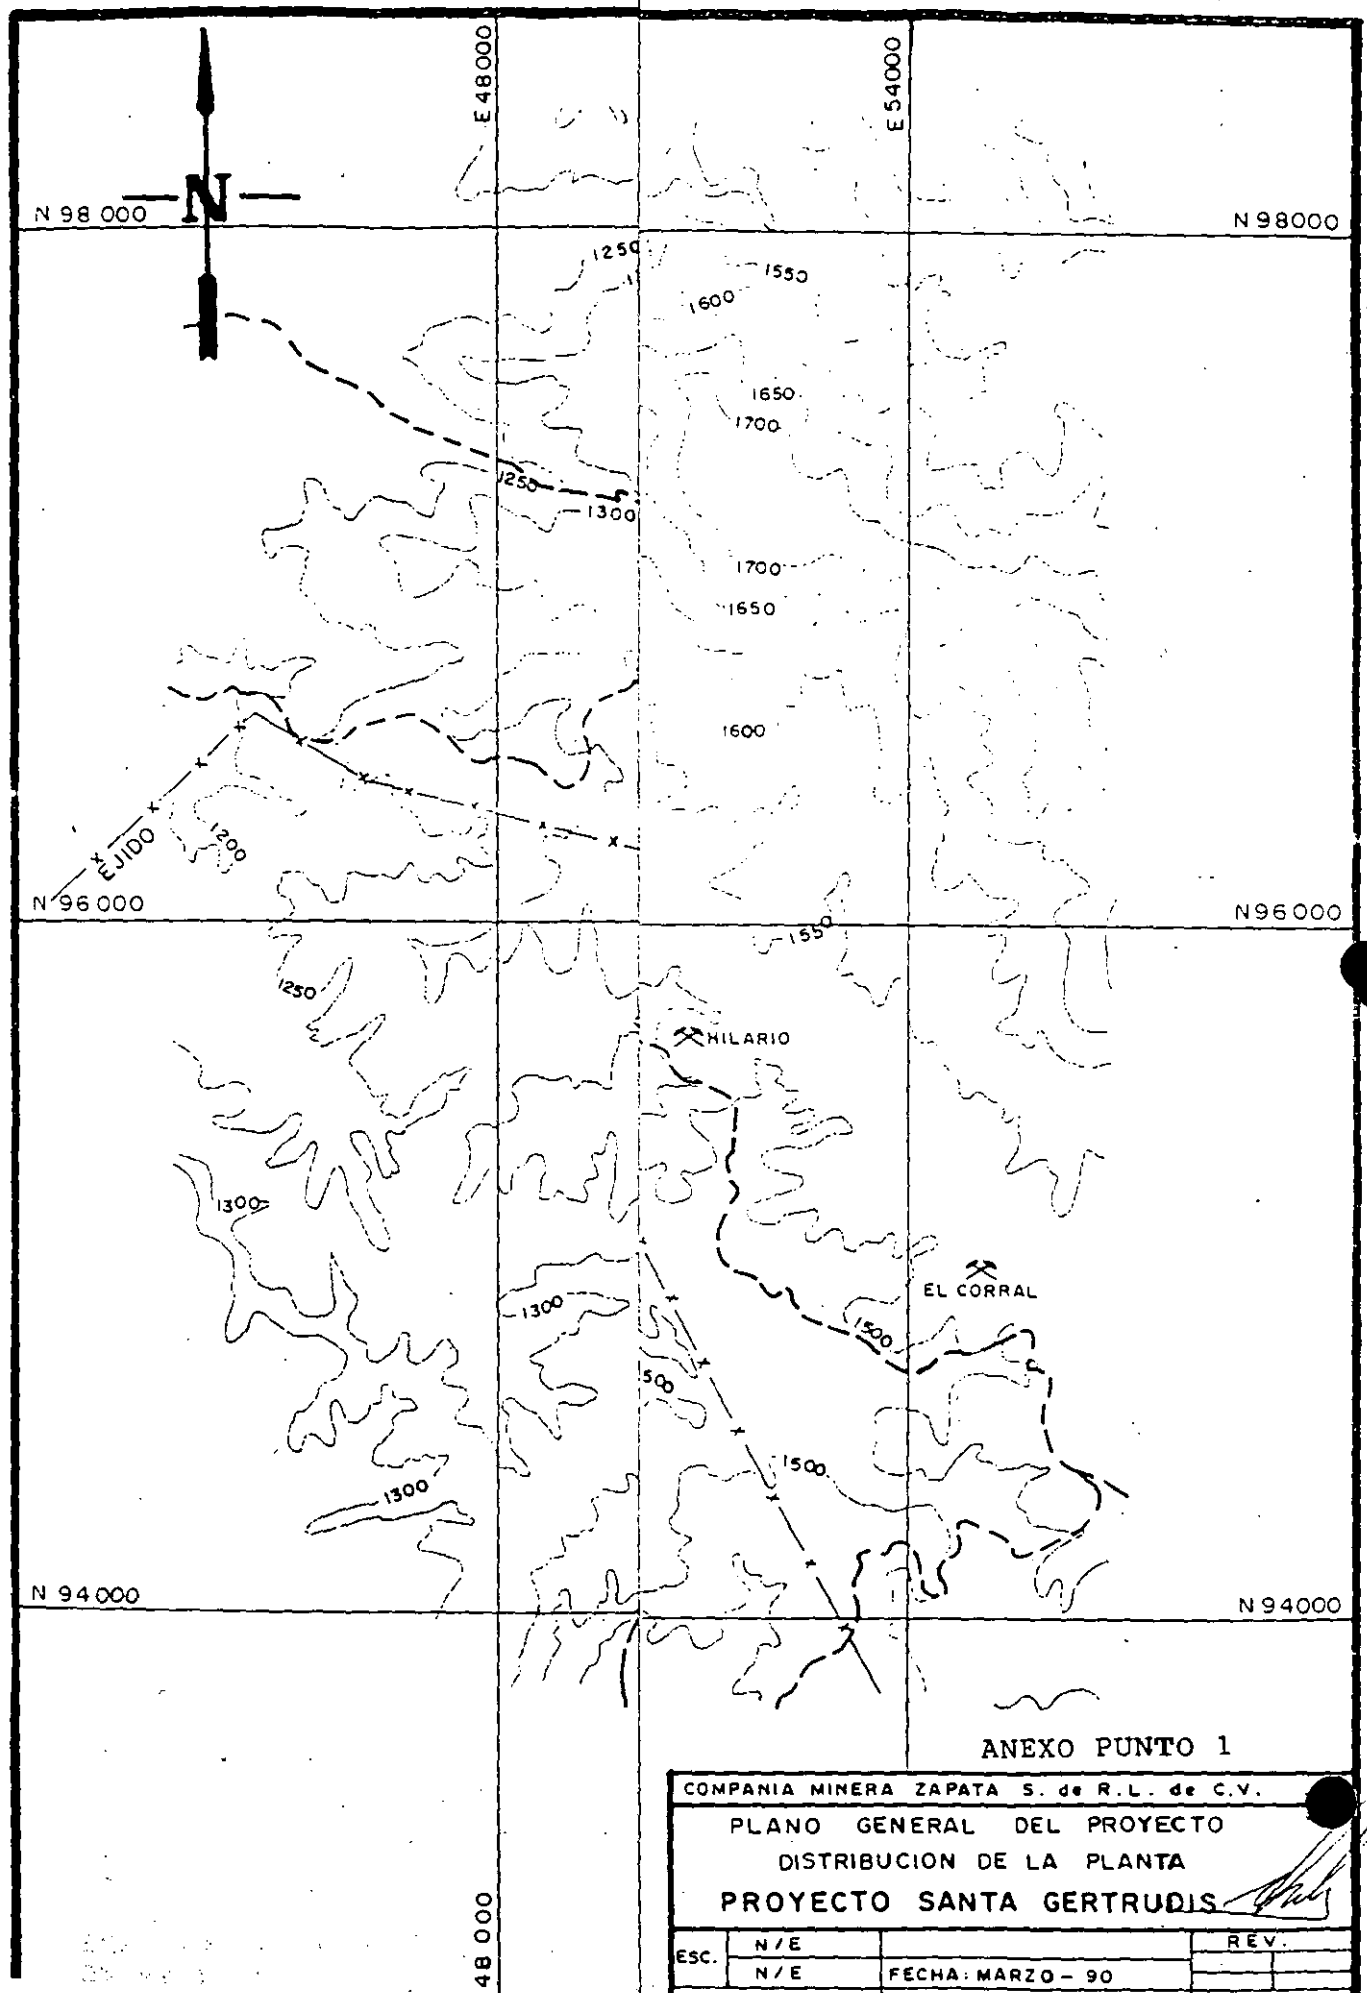 E 48000
E 54000
N
N 98 000
N 98000
1250
1550
1600
1650
1700
1250
1300
1700
1650
1600
1200
EJIDO
N 96 000
N96000
1550
1250
HILARIO
1300
EL CORRAL
1300
1500
500
1500
1300
N 94000
N 94000
ANEXO PUNTO 1
COMPANIA MINERA ZAPATA S. de R.L. de C.V.
PLANO GENERAL DEL PROYECTO
DISTRIBUCION DE LA PLANTA
PROYECTO SANTA GERTRUDIS
48 000
ESC.
N/E
REV.
N/E
FECHA: MARZO - 90